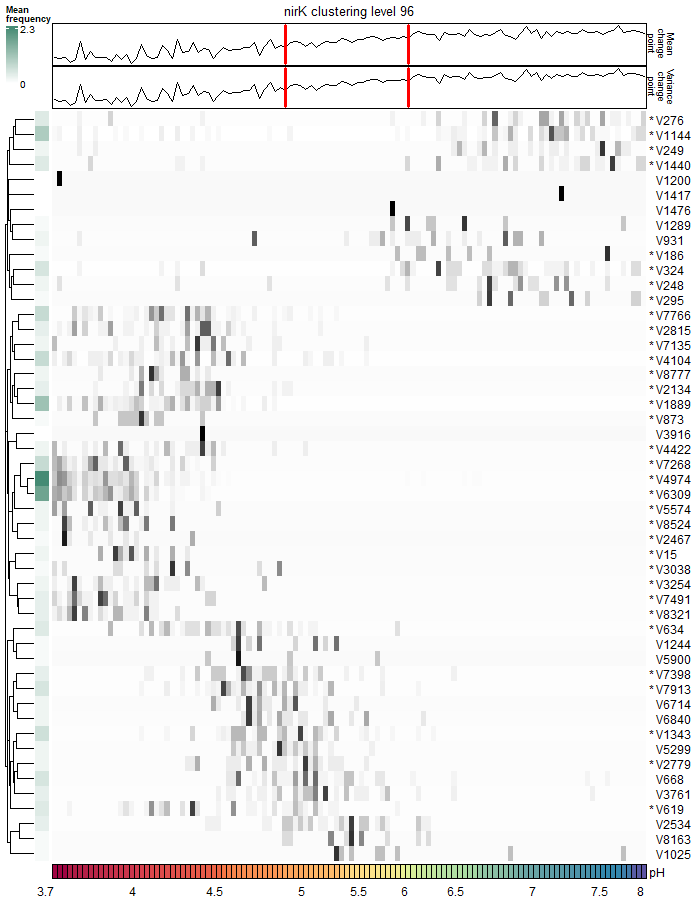 nirK clustering level 96
Mean
frequency
2.3
0
Mean
change
point
Variance
change
point
* V276
* V1144
* V249
* V1440
V1200
V1417
V1476
V1289
V931
* V186
* V324
* V248
* V295
* V7766
* V2815
* V7135
* V4104
* V8777
* V2134
* V1889
* V873
V3916
* V4422
* V7268
* V4974
* V6309
* V5574
* V8524
* V2467
* V15
* V3038
* V3254
* V7491
* V8321
* V634
V1244
V5900
* V7398
* V7913
V6714
V6840
* V1343
V5299
* V2779
V668
V3761
* V619
V2534
V8163
V1025
pH
3.7 4 4.5 5 5.5 6 6.5 7 7.5 8